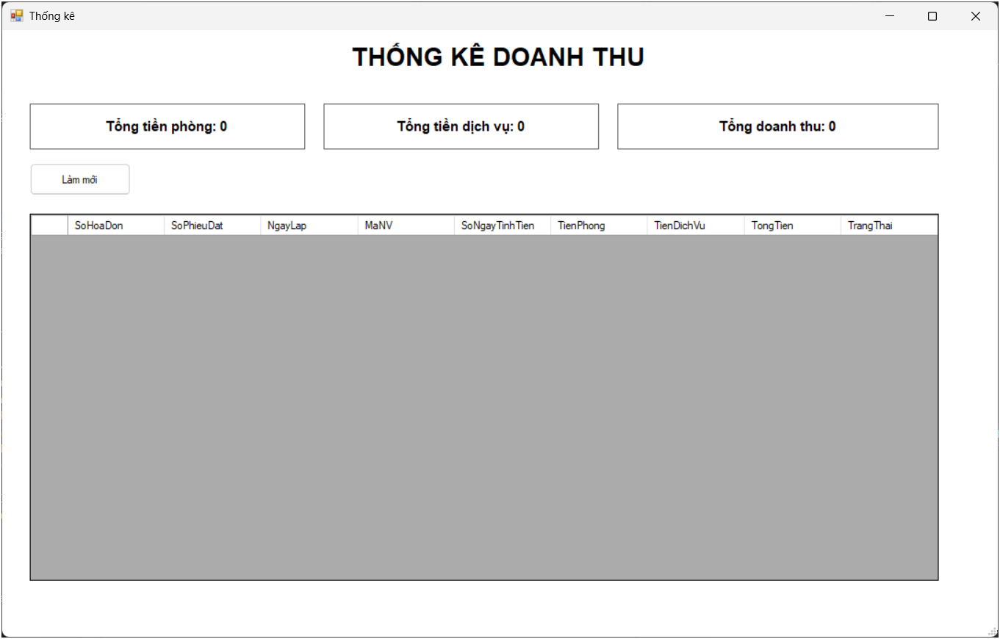 Thống kê
THỐNG KÊ DOANH THU
Tổng tiền phòng: 0
Tổng tiền dịch vụ: 0
Tổng doanh thu: 0
Làm mới
SoHoaDon SoPhieuDat NgayLap MaNV SoNgayTinhTien TienPhong TienDichVu TongTien TrangThai